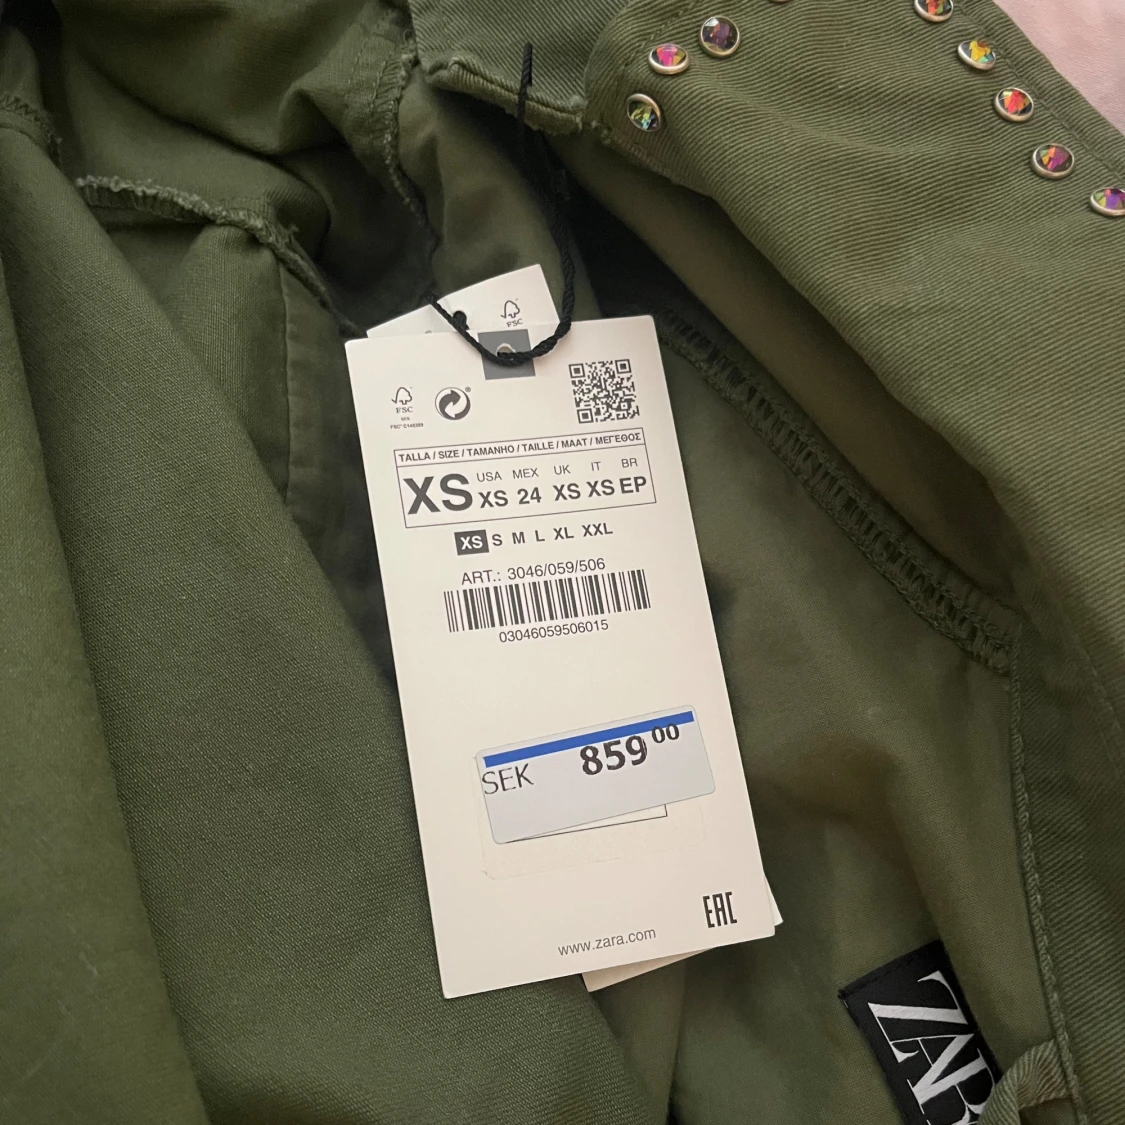 FSC
FSC
TALLA / SIZE / TAMANHO / TAILLE / MAAT / ΜΕΓΕΘΟΣ
XS USA XS MEX 24 UK XS IT XS BR EP
XS S M L XL XXL
ART.: 3046/059/506
03046059506015
SEK 859 00
EAC
www.zara.com
ZARA